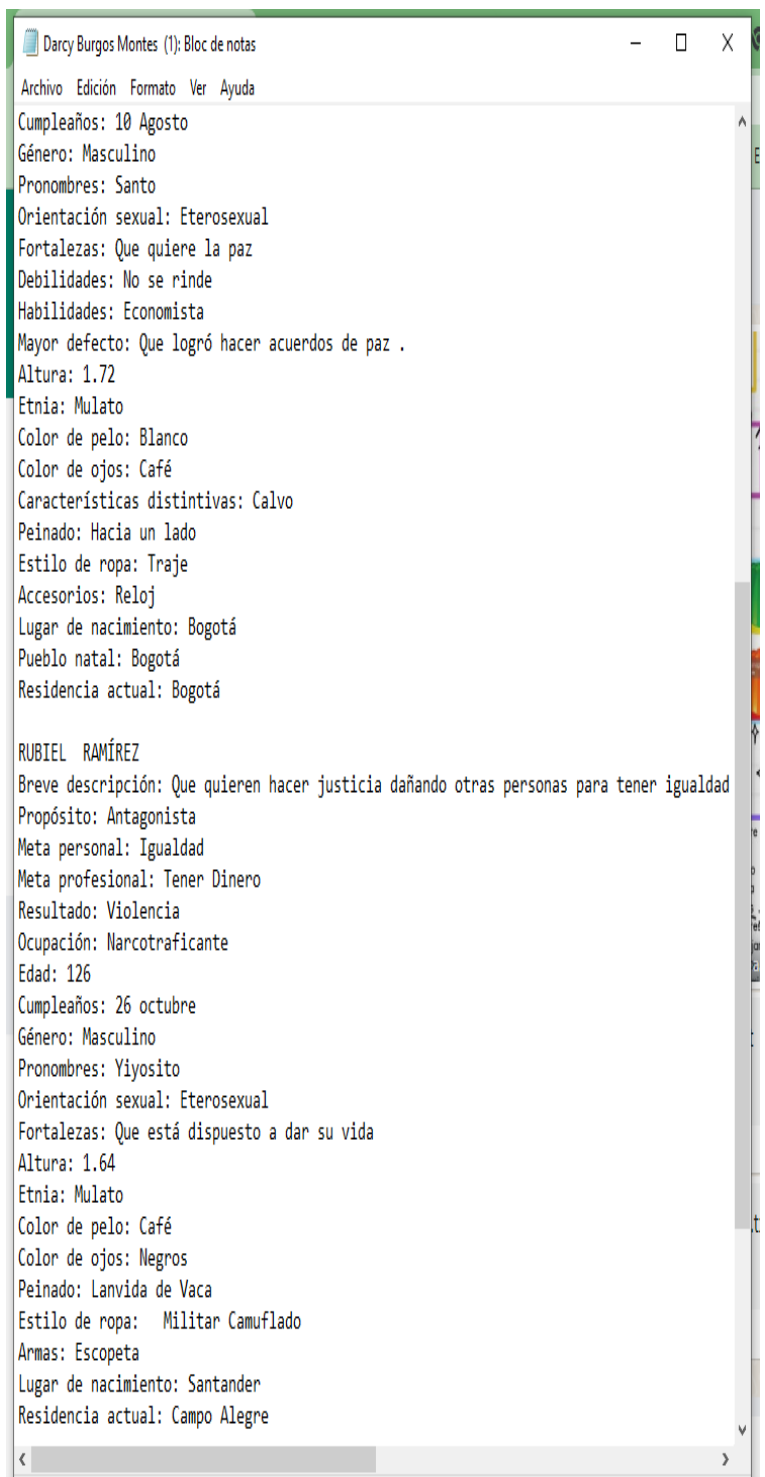 Darcy Burgos Montes (1): Bloc de notas
Archivo Edición Formato Ver Ayuda
Cumpleaños: 10 Agosto
Género: Masculino
Pronombres: Santo
Orientación sexual: Eterosexual
Fortalezas: Que quiere la paz
Debilidades: No se rinde
Habilidades: Economista
Mayor defecto: Que logró hacer acuerdos de paz .
Altura: 1.72
Etnia: Mulato
Color de pelo: Blanco
Color de ojos: Café
Características distintivas: Calvo
Peinado: Hacia un lado
Estilo de ropa: Traje
Accesorios: Reloj
Lugar de nacimiento: Bogotá
Pueblo natal: Bogotá
Residencia actual: Bogotá
RUBIEL RAMÍREZ
Breve descripción: Que quieren hacer justicia dañando otras personas para tener igualdad
Propósito: Antagonista
Meta personal: Igualdad
Meta profesional: Tener Dinero
Resultado: Violencia
Ocupación: Narcotraficante
Edad: 126
Cumpleaños: 26 octubre
Género: Masculino
Pronombres: Yiyosito
Orientación sexual: Eterosexual
Fortalezas: Que está dispuesto a dar su vida
Altura: 1.64
Etnia: Mulato
Color de pelo: Café
Color de ojos: Negros
Peinado: Lanvida de Vaca
Estilo de ropa: Militar Camuflado
Armas: Escopeta
Lugar de nacimiento: Santander
Residencia actual: Campo Alegre